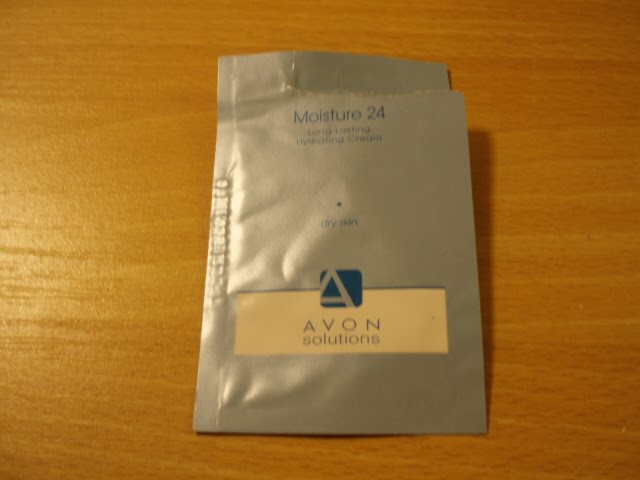 Moisture 24
Long-Lasting
Hydrating Cream
dry skin
AVON
solutions